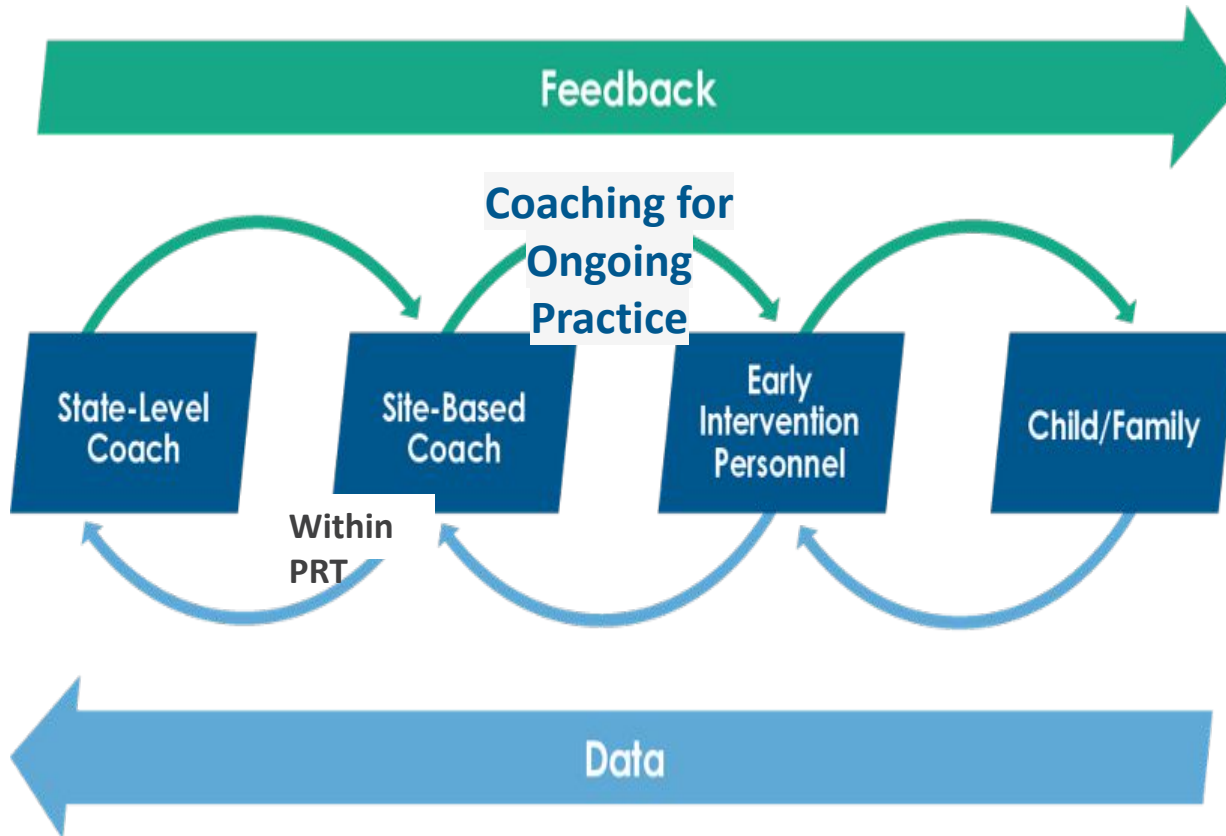 Feedback
Coaching for
Ongoing
Practice
State-Level
Coach
Site-Based
Coach
Early
Intervention
Personnel
Child/Family
Within
PRT
Data